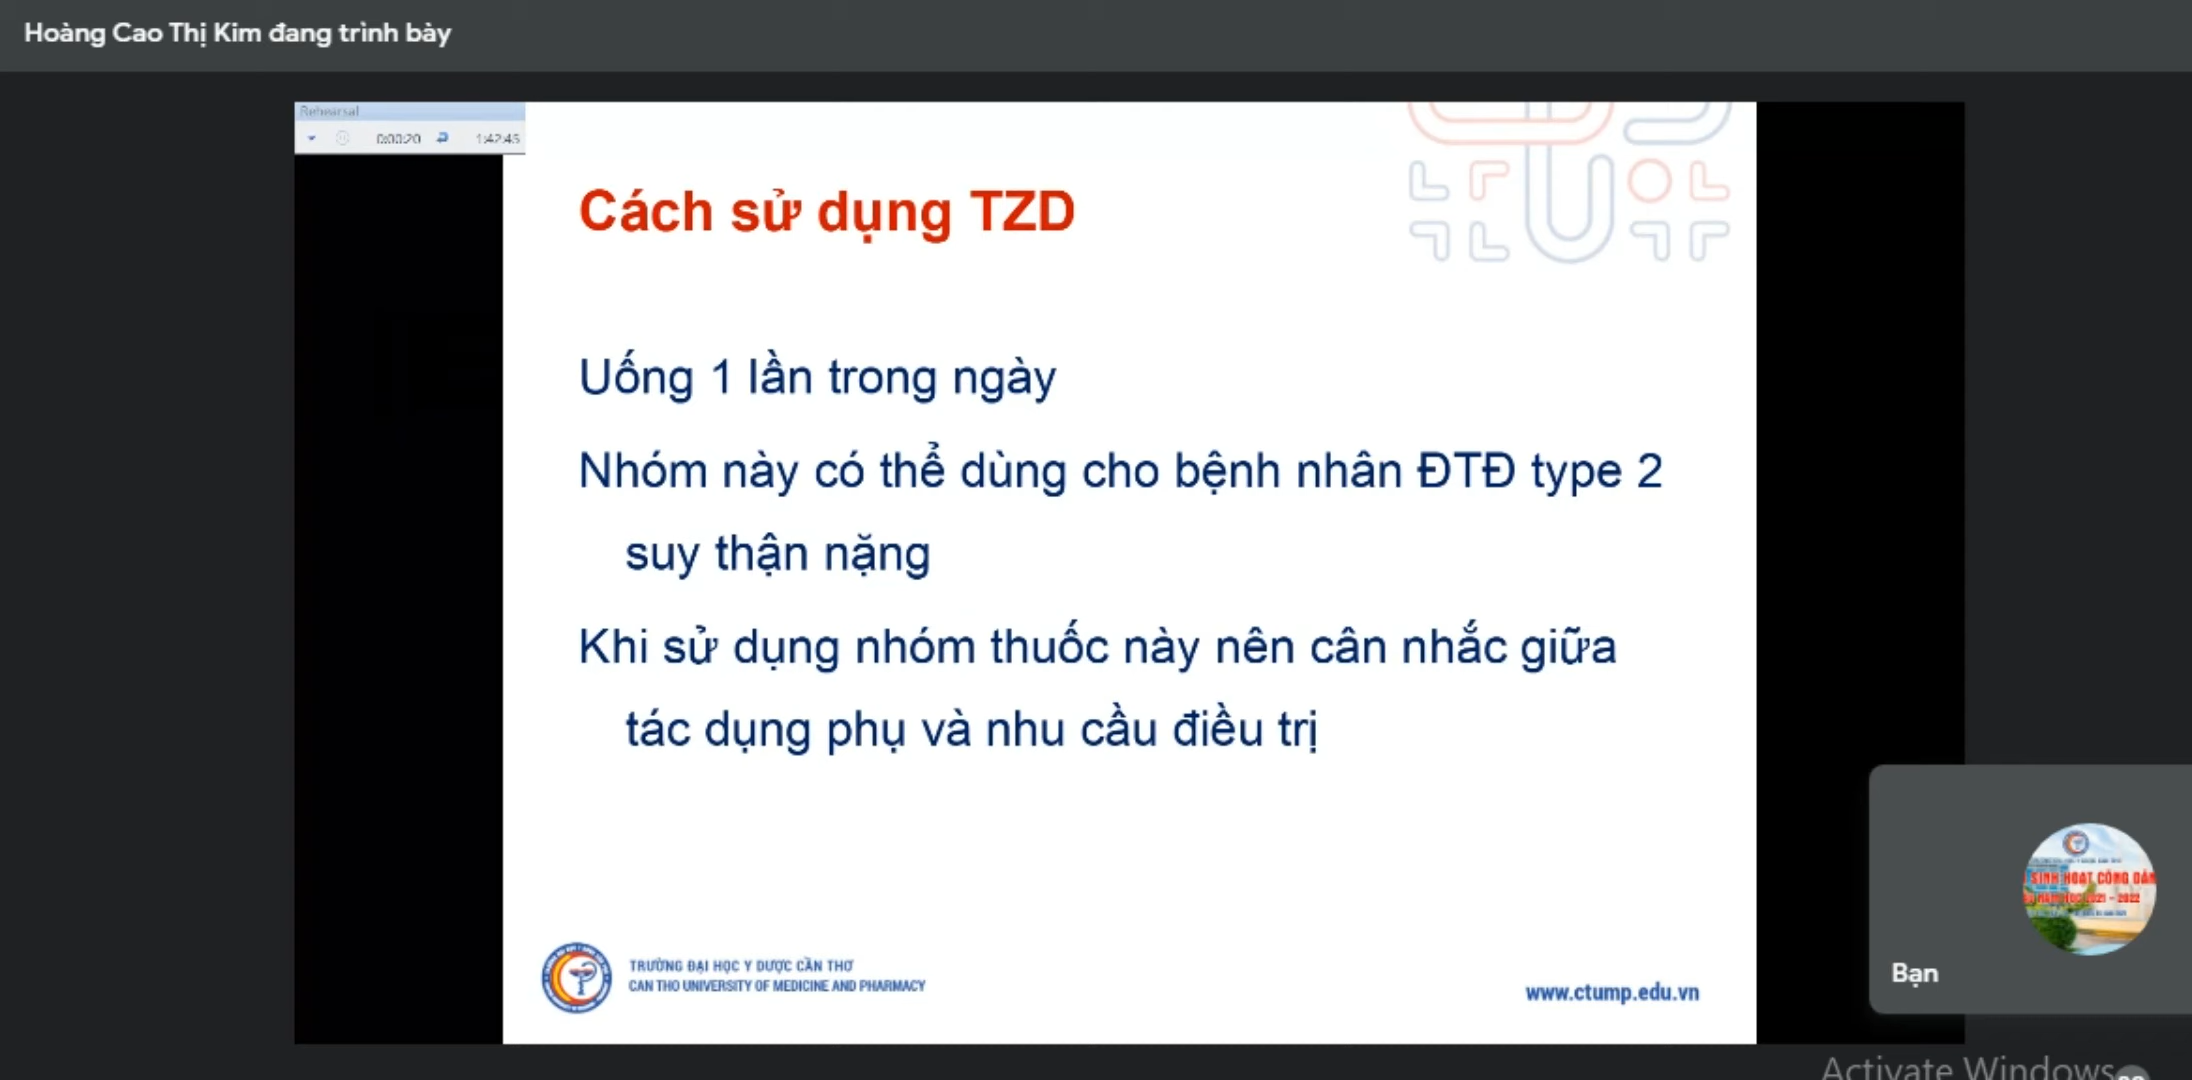 Hoàng Cao Thị Kim đang trình bày
Rehearsal
0:00:20 1:42:45
Cách sử dụng TZD
Uống 1 lần trong ngày
Nhóm này có thể dùng cho bệnh nhân ĐTĐ type 2
suy thận nặng
Khi sử dụng nhóm thuốc này nên cân nhắc giữa
tác dụng phụ và nhu cầu điều trị
TRƯỜNG ĐẠI HỌC Y DƯỢC CẦN THƠ
CAN THO UNIVERSITY OF MEDICINE AND PHARMACY
www.ctump.edu.vn
SINH HOẠT CÔNG DÂN
2021 - 2022
Bạn
Activate Windows